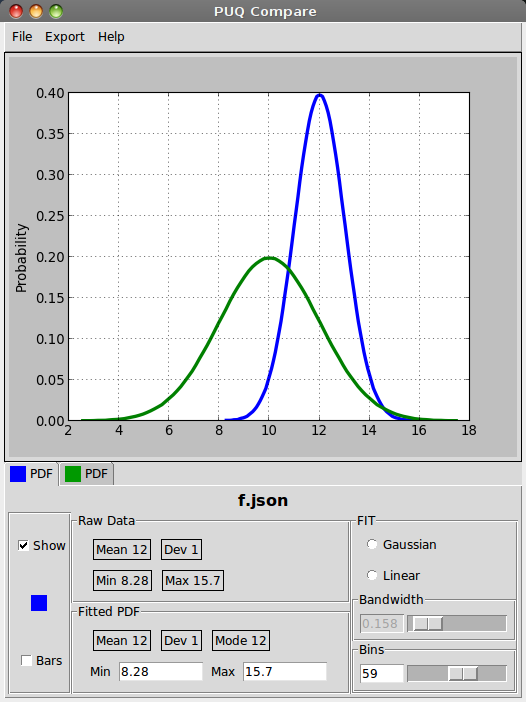 PUQ Compare
File Export Help
0.40
0.35
0.30
0.25
0.20
0.15
0.10
0.05
0.00
Probability
2 4 6 8 10 12 14 16 18
PDF PDF
f.json
Show
Bars
Raw Data
Mean 12 Dev 1
Min 8.28 Max 15.7
Fitted PDF
Mean 12 Dev 1 Mode 12
Min 8.28 Max 15.7
FIT
Gaussian
Linear
Bandwidth
0.158
Bins
59